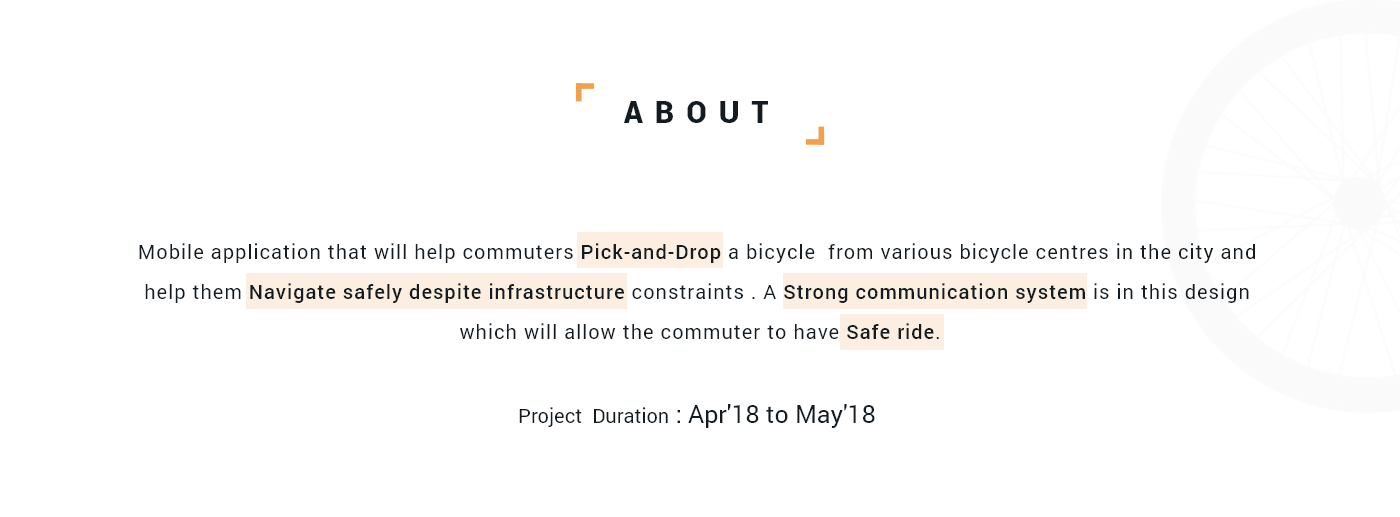 ABOUT
Mobile application that will help commuters Pick-and-Drop a bicycle  from various bicycle centres in the city and
help them Navigate safely despite infrastructure constraints . A Strong communication system is in this design
which will allow the commuter to have Safe ride.
Project  Duration : Apr'18 to May'18